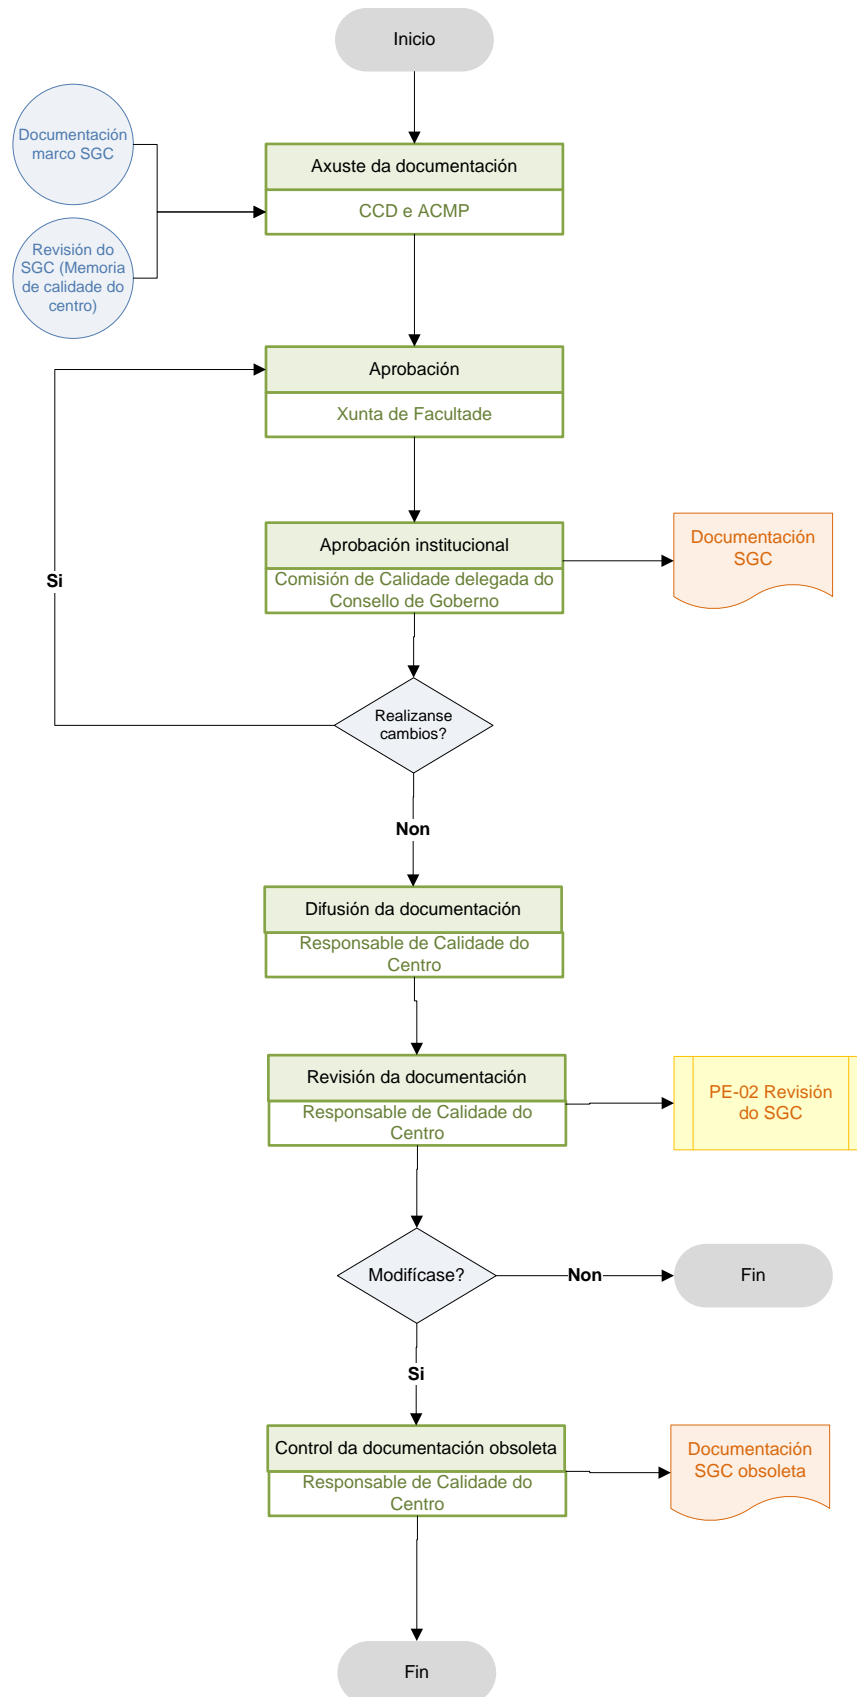 Inicio
Documentación
marco SGC
Axuste da documentación
CCD e ACMP
Revisión do
SGC (Memoria
de calidade do
centro)
Aprobación
Xunta de Facultade
Aprobación institucional
Comisión de Calidade delegada do
Consello de Goberno
Documentación
SGC
Si
Realizanse
cambios?
Non
Difusión da documentación
Responsable de Calidade do
Centro
Revisión da documentación
Responsable de Calidade do
Centro
PE-02 Revisión
do SGC
Modifícase?
Non
Fin
Si
Control da documentación obsoleta
Responsable de Calidade do
Centro
Documentación
SGC obsoleta
Fin